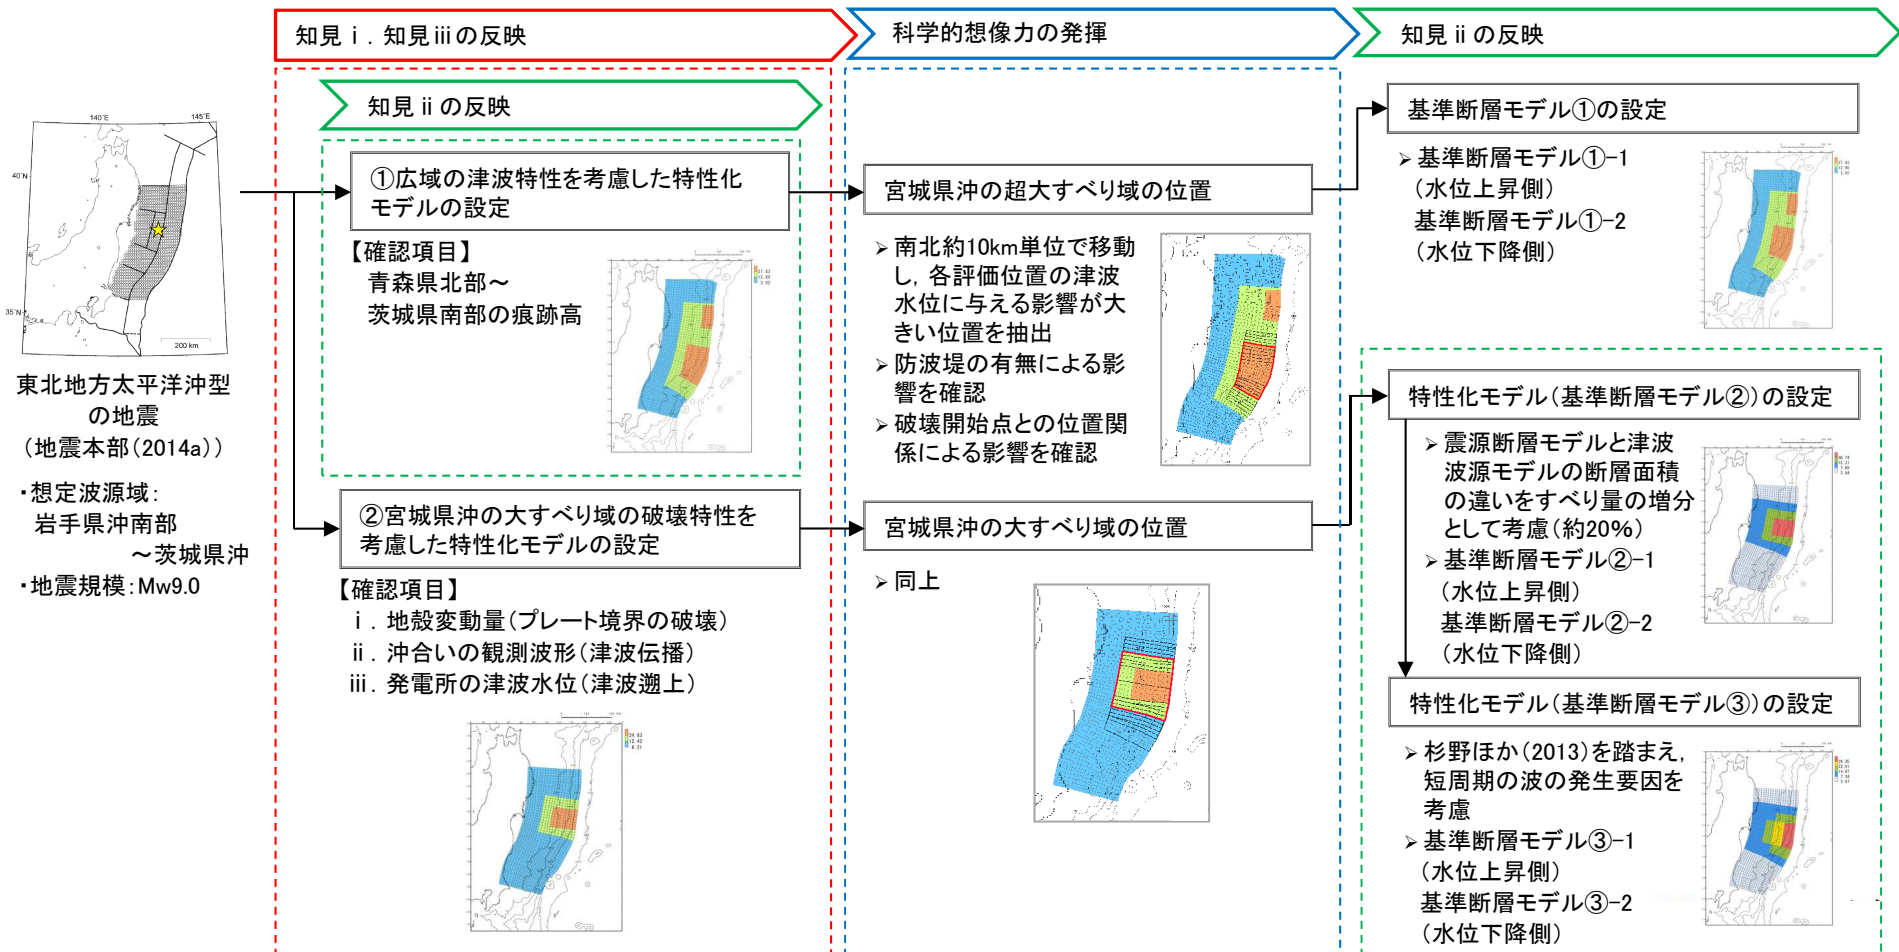 知見ⅰ．知見ⅲの反映
科学的想像力の発揮
知見ⅱの反映
知見ⅱの反映
140°E
145°E
40°N
35°N
200 km
東北地方太平洋沖型
の地震
（地震本部（2014a））
・想定波源域：
岩手県沖南部
～茨城県沖
・地震規模：Mw9.0
①広域の津波特性を考慮した特性化
モデルの設定
【確認項目】
青森県北部～
茨城県南部の痕跡高
②宮城県沖の大すべり域の破壊特性を
考慮した特性化モデルの設定
【確認項目】
ⅰ．地殻変動量（プレート境界の破壊）
ⅱ．沖合いの観測波形（津波伝播）
ⅲ．発電所の津波水位（津波遡上）
宮城県沖の超大すべり域の位置
➢南北約10km単位で移動
し，各評価位置の津波
水位に与える影響が大
きい位置を抽出
➢防波堤の有無による影
響を確認
➢破壊開始点との位置関
係による影響を確認
宮城県沖の大すべり域の位置
➢同上
基準断層モデル①の設定
➢基準断層モデル①-1
（水位上昇側）
基準断層モデル①-2
（水位下降側）
特性化モデル（基準断層モデル②）の設定
➢震源断層モデルと津波
波源モデルの断層面積
の違いをすべり量の増分
として考慮（約20％）
➢基準断層モデル②-1
（水位上昇側）
基準断層モデル②-2
（水位下降側）
特性化モデル（基準断層モデル③）の設定
➢杉野ほか（2013）を踏まえ，
短周期の波の発生要因を
考慮
➢基準断層モデル③-1
（水位上昇側）
基準断層モデル③-2
（水位下降側）